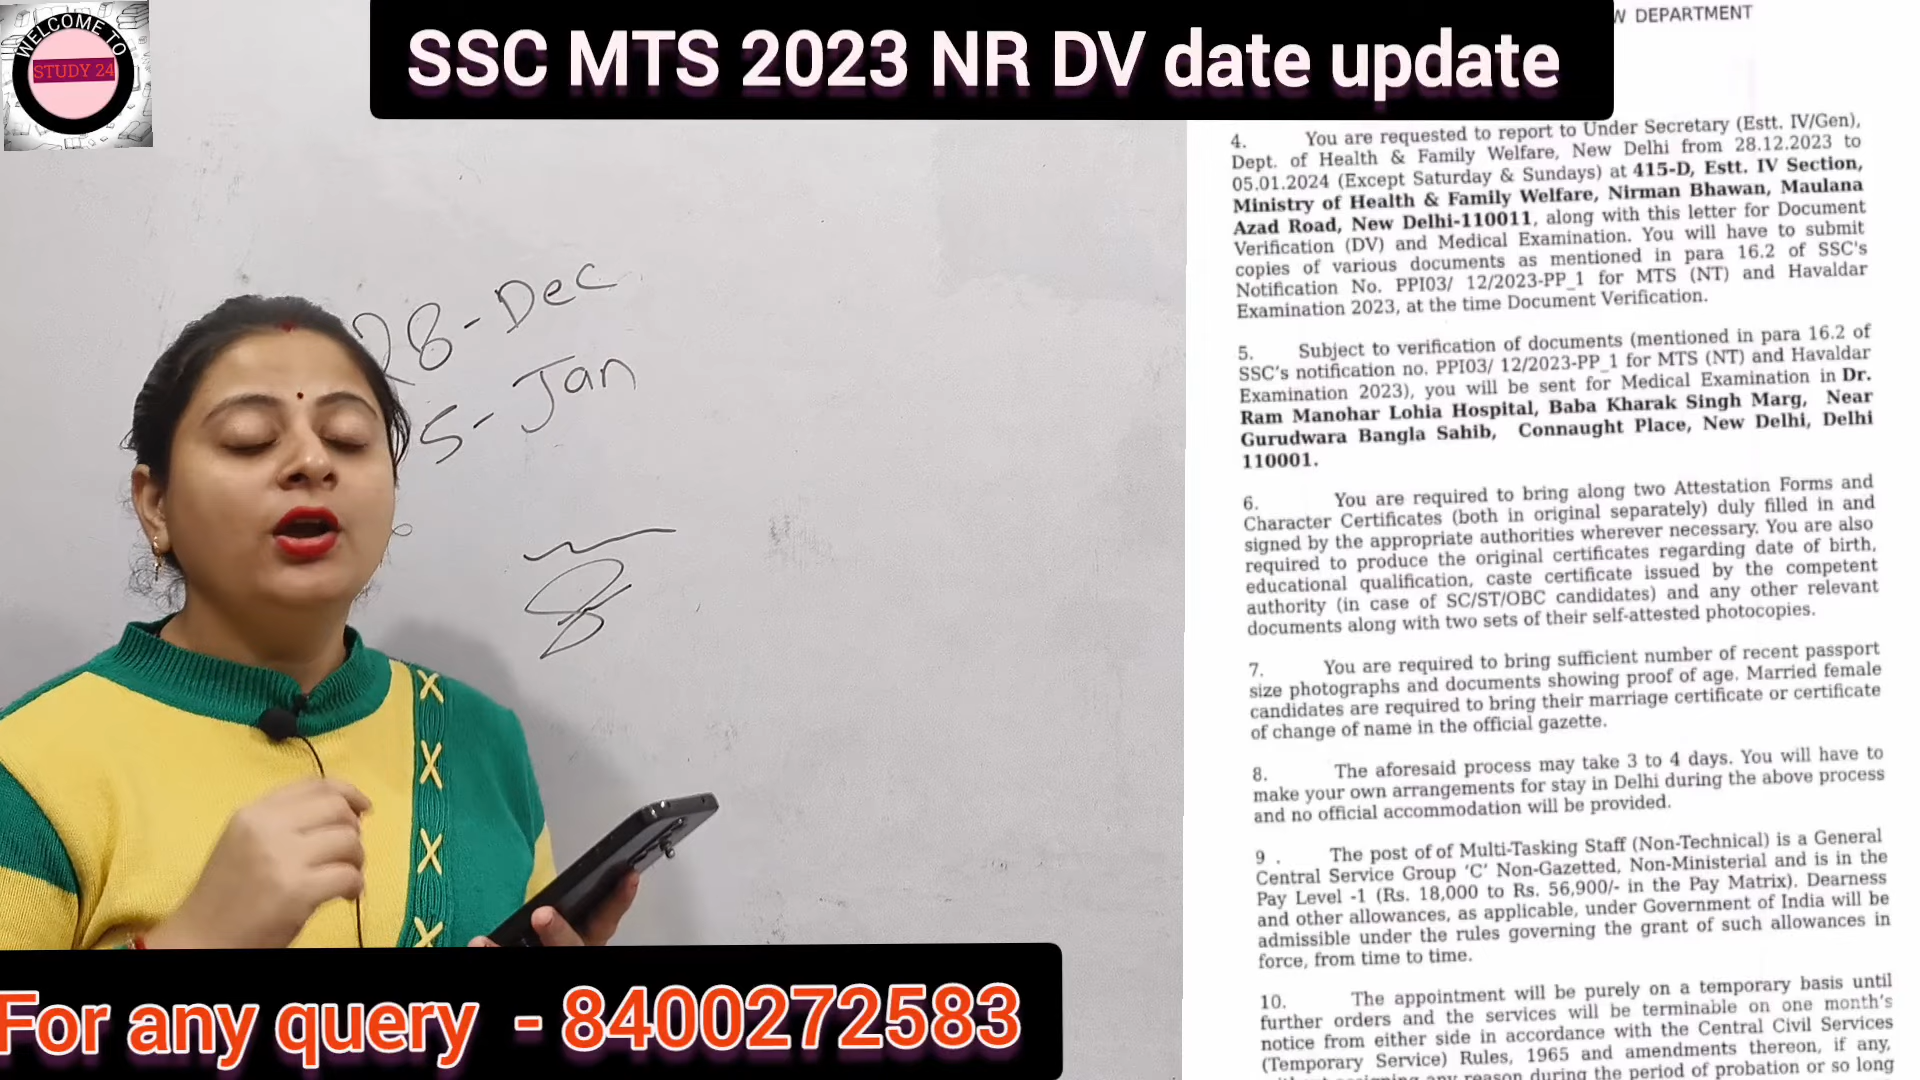 WELCOME TO
STUDY 24
SSC MTS 2023 NR DV date update
DEPARTMENT
28-Dec
5-Jan
4. You are requested to report to Under Secretary (Estt. IV/Gen),
Dept. of Health & Family Welfare, New Delhi from 28.12.2023 to
05.01.2024 (Except Saturday & Sundays) at 415-D, Estt. IV Section,
Ministry of Health & Family Welfare, Nirman Bhawan, Maulana
Azad Road, New Delhi-110011, along with this letter for Document
Verification (DV) and Medical Examination. You will have to submit
copies of various documents as mentioned in para 16.2 of SSC's
Notification No. PPI03/ 12/2023-PP_1 for MTS (NT) and Havaldar
Examination 2023, at the time Document Verification.
5. Subject to verification of documents (mentioned in para 16.2 of
SSC's notification no. PPI03/ 12/2023-PP_1 for MTS (NT) and Havaldar
Examination 2023), you will be sent for Medical Examination in Dr.
Ram Manohar Lohia Hospital, Baba Kharak Singh Marg, Near
Gurudwara Bangla Sahib, Connaught Place, New Delhi, Delhi
110001.
6. You are required to bring along two Attestation Forms and
Character Certificates (both in original separately) duly filled in and
signed by the appropriate authorities wherever necessary. You are also
required to produce the original certificates regarding date of birth,
educational qualification, caste certificate issued by the competent
authority (in case of SC/ST/OBC candidates) and any other relevant
documents along with two sets of their self-attested photocopies.
7. You are required to bring sufficient number of recent passport
size photographs and documents showing proof of age. Married female
candidates are required to bring their marriage certificate or certificate
of change of name in the official gazette.
8. The aforesaid process may take 3 to 4 days. You will have to
make your own arrangements for stay in Delhi during the above process
and no official accommodation will be provided.
9 . The post of of Multi-Tasking Staff (Non-Technical) is a General
Central Service Group ‘C’ Non-Gazetted, Non-Ministerial and is in the
Pay Level -1 (Rs. 18,000 to Rs. 56,900/- in the Pay Matrix). Dearness
and other allowances, as applicable, under Government of India will be
admissible under the rules governing the grant of such allowances in
force, from time to time.
10. The appointment will be purely on a temporary basis until
further orders and the services will be terminable on one month's
notice from either side in accordance with the Central Civil Services
(Temporary Service) Rules, 1965 and amendments thereon, if any,
any reason during the period of probation or so long
For any query - 8400272583